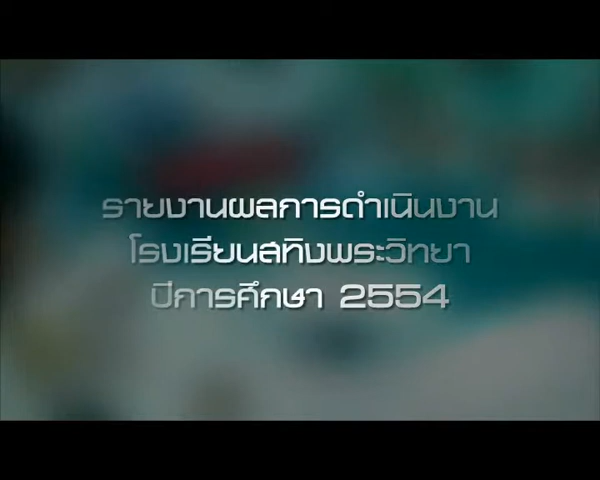 รายงานผลการดำเนินงาน
โรงเรียนสทิงพระวิทยา
ปีการศึกษา 2554